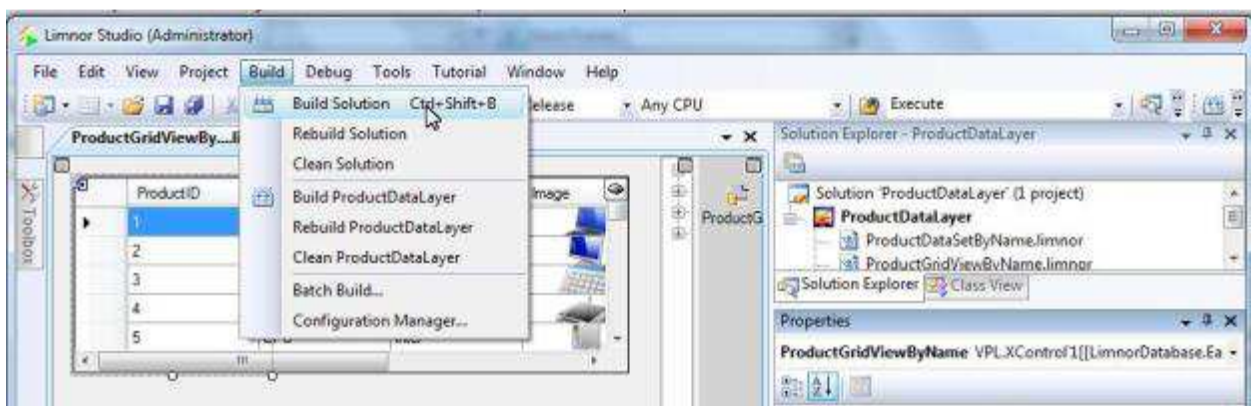 Limnor Studio (Administrator)
File Edit View Project Build Debug Tools Tutorial Window Help
Build Solution Ctrl+Shift+B
elease
Any CPU
Execute
Rebuild Solution
Clean Solution
Build ProductDataLayer
Rebuild ProductDataLayer
Clean ProductDataLayer
Batch Build...
Configuration Manager...
ProductGridViewBy....li
Toolbox
ProductID
Image
1
2
3
4
5
ProductG
Solution Explorer - ProductDataLayer
Solution 'ProductDataLayer' (1 project)
ProductDataLayer
ProductDataSetByName.limnor
ProductGridViewByName.limnor
Solution Explorer Class View
Properties
ProductGridViewByName VPL.XControl`1[[LimnorDatabase.Ea